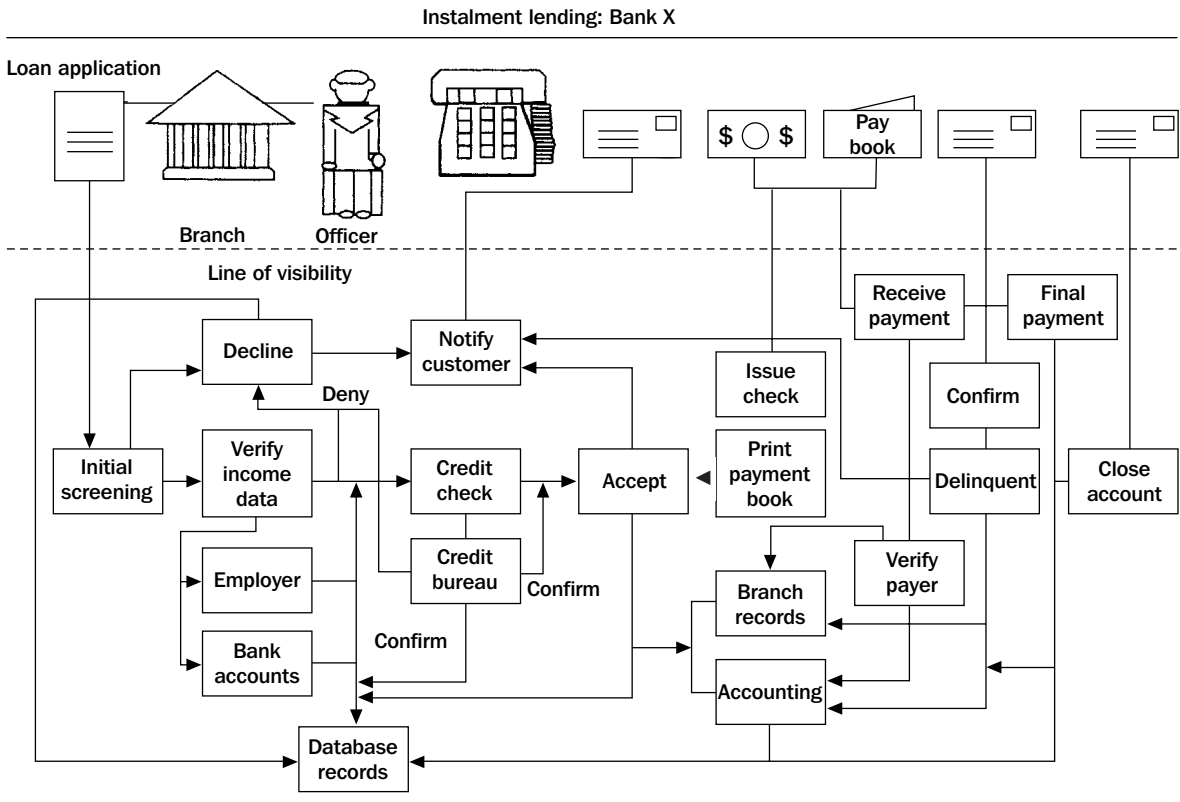 Instalment lending: Bank X
Loan application
$ $
Pay
book
Branch
Officer
Line of visibility
Receive
payment
Final
payment
Decline
Notify
customer
Issue
check
Confirm
Deny
Initial
screening
Verify
income
data
Credit
check
Accept
Print
payment
book
Delinquent
Close
account
Employer
Credit
bureau
Confirm
Branch
records
Verify
payer
Bank
accounts
Confirm
Accounting
Database
records